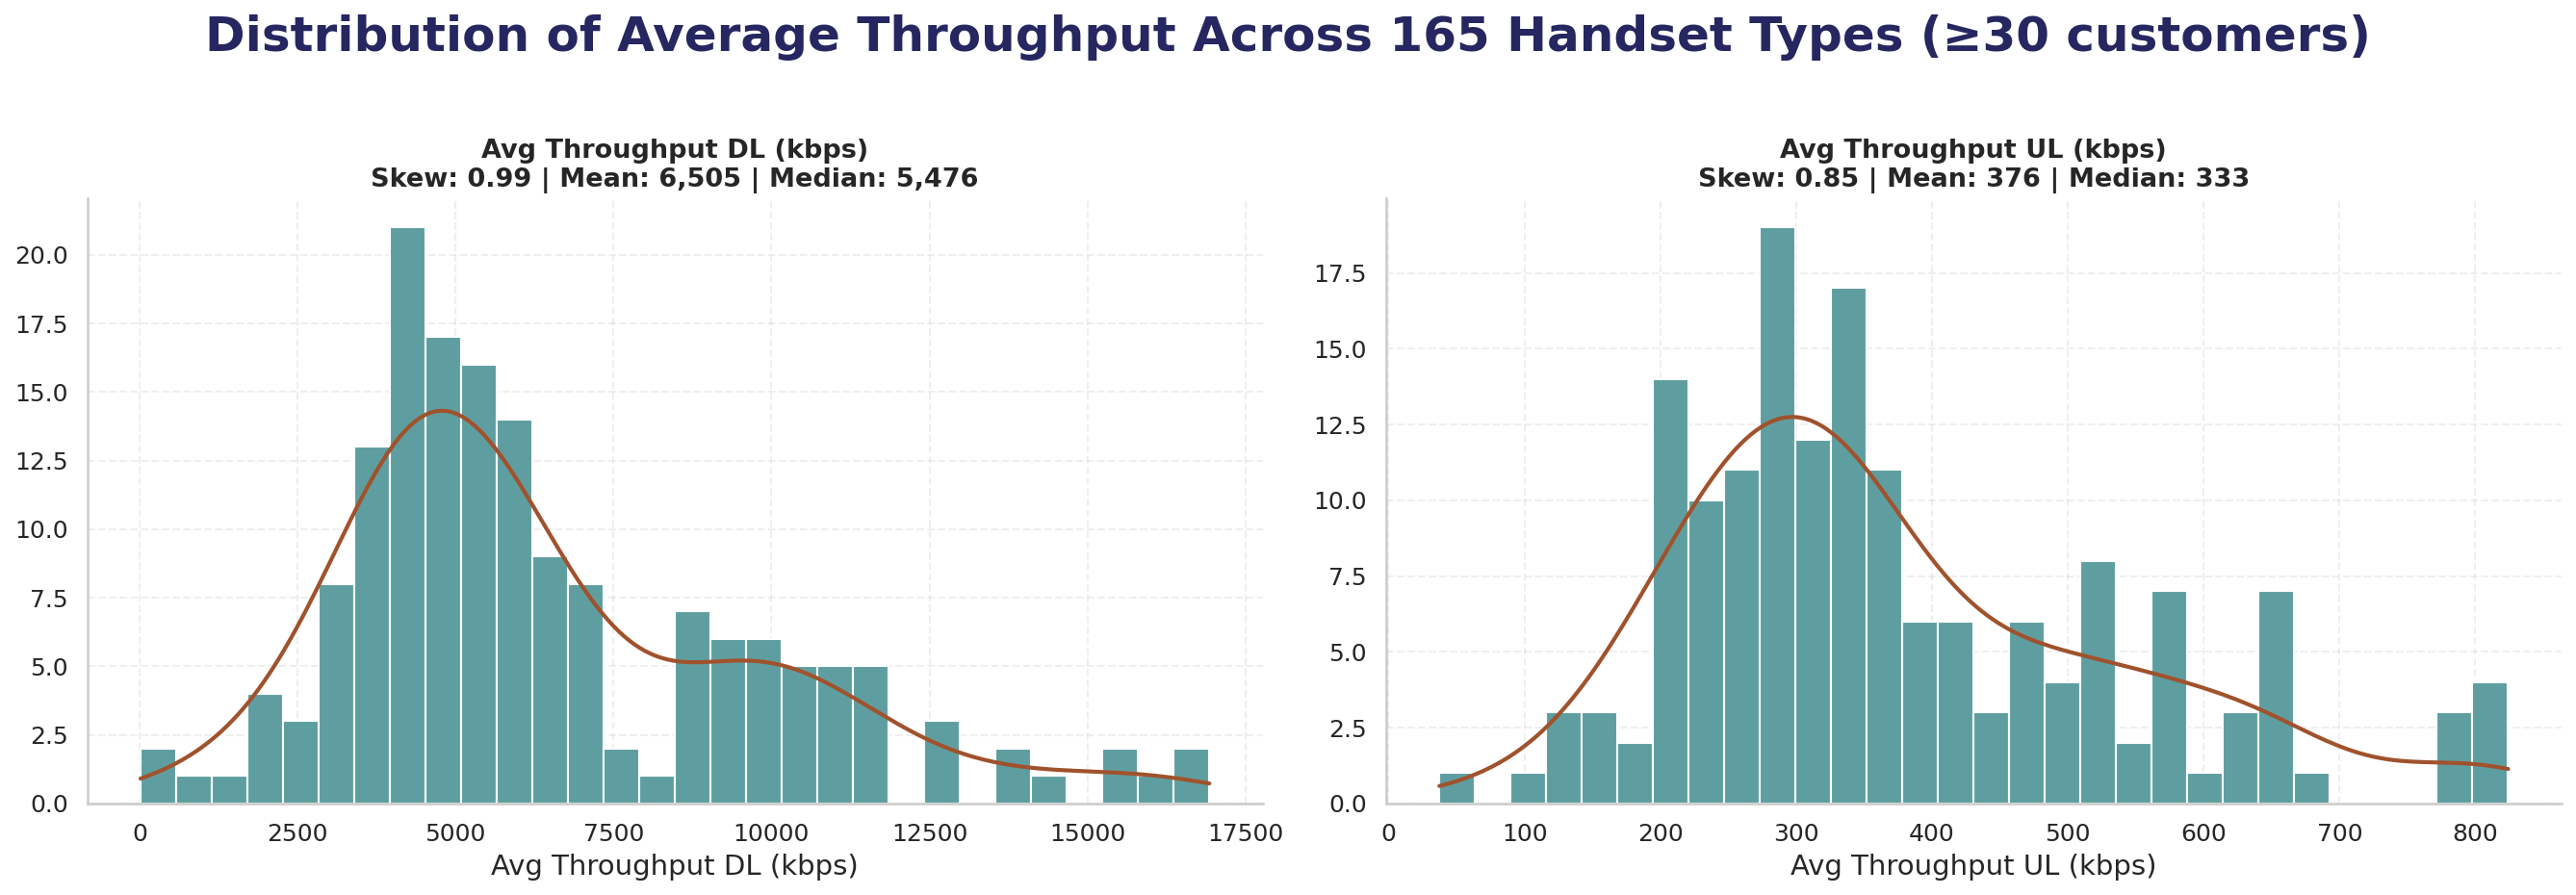 Distribution of Average Throughput Across 165 Handset Types (≥30 customers)
Avg Throughput DL (kbps)
Skew: 0.99 | Mean: 6,505 | Median: 5,476
20.0
17.5
15.0
12.5
10.0
7.5
5.0
2.5
0.0
0 2500 5000 7500 10000 12500 15000 17500
Avg Throughput DL (kbps)
Avg Throughput UL (kbps)
Skew: 0.85 | Mean: 376 | Median: 333
17.5
15.0
12.5
10.0
7.5
5.0
2.5
0.0
0 100 200 300 400 500 600 700 800
Avg Throughput UL (kbps)